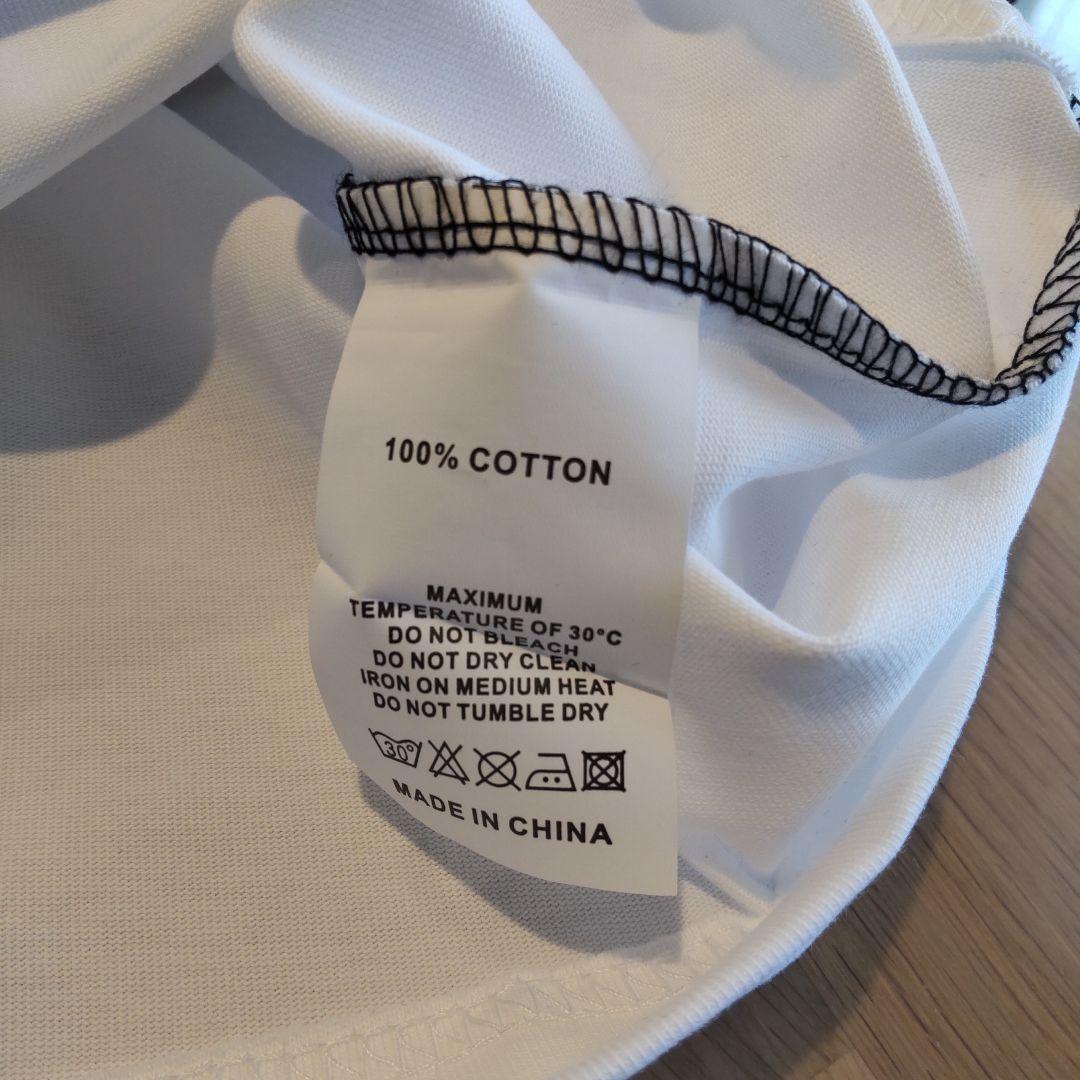 100% COTTON
MAXIMUM
TEMPERATURE OF 30°C
DO NOT BLEACH
DO NOT DRY CLEAN
IRON ON MEDIUM HEAT
DO NOT TUMBLE DRY
30°
MADE IN CHINA